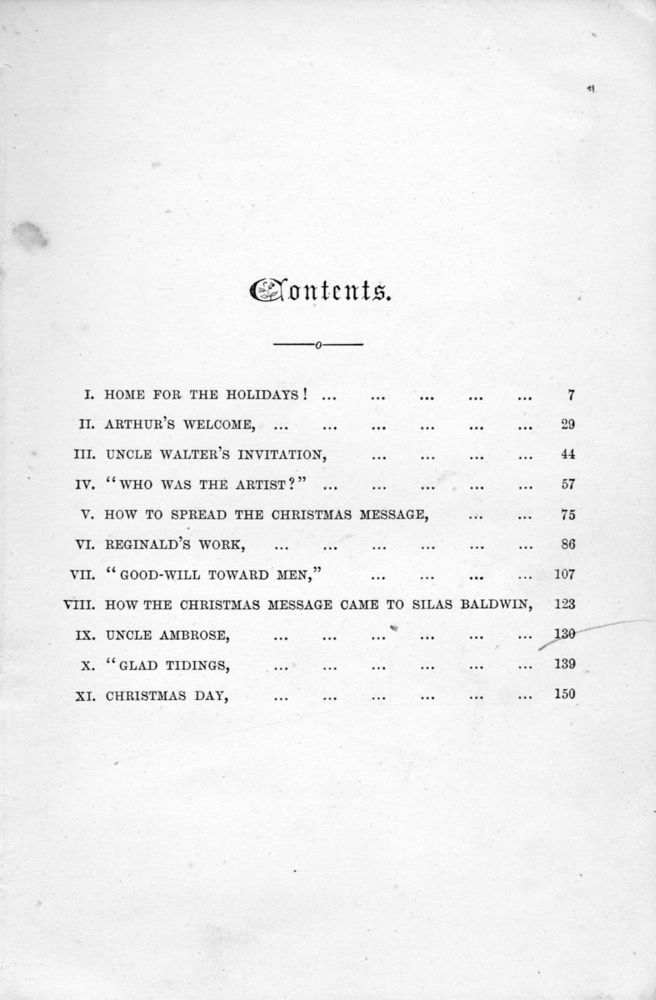 Contents.
I. HOME FOR THE HOLIDAYS! ... ... ... ... ... 7
II. ARTHUR'S WELCOME, ... ... ... ... ... ... 29
III. UNCLE WALTER'S INVITATION, ... ... ... ... 44
IV. "WHO WAS THE ARTIST?" ... ... ... ... ... 57
V. HOW TO SPREAD THE CHRISTMAS MESSAGE, ... ... 75
VI. REGINALD'S WORK, ... ... ... ... ... ... 86
VII. "GOOD-WILL TOWARD MEN," ... ... ... ... 107
VIII. HOW THE CHRISTMAS MESSAGE CAME TO SILAS BALDWIN, 123
IX. UNCLE AMBROSE, ... ... ... ... ... ... 130
X. "GLAD TIDINGS, ... ... ... ... ... ... 139
XI. CHRISTMAS DAY, ... ... ... ... ... ... 150